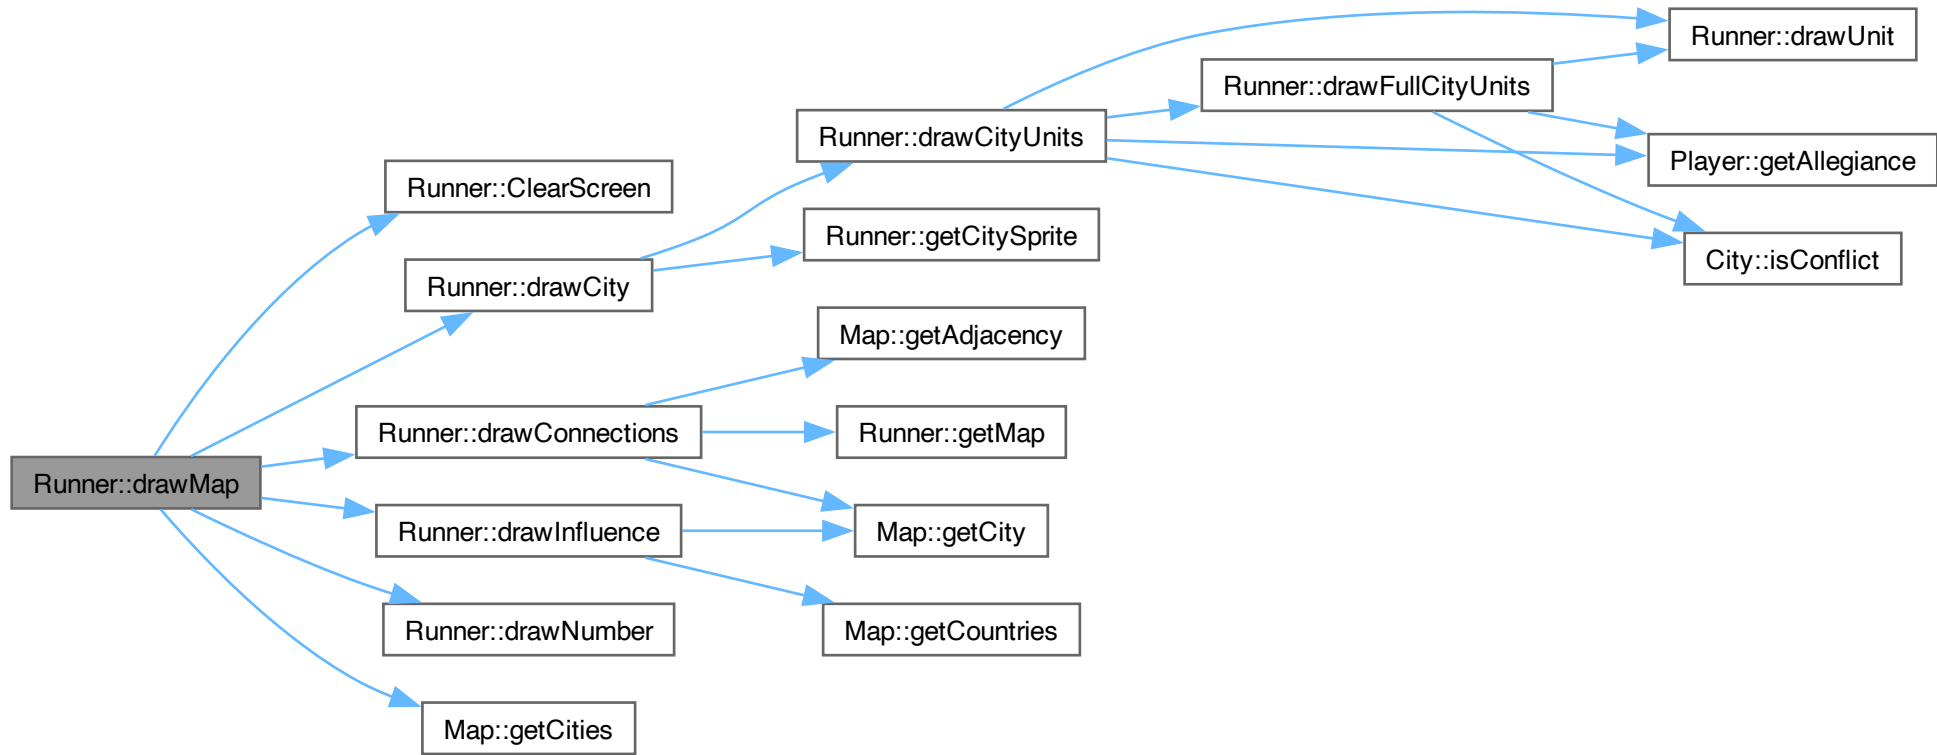 Runner::drawMap
Runner::ClearScreen
Runner::drawCity
Runner::drawConnections
Runner::drawInfluence
Runner::drawNumber
Map::getCities
Runner::drawCityUnits
Runner::getCitySprite
Map::getAdjacency
Runner::getMap
Map::getCity
Map::getCountries
Runner::drawFullCityUnits
Runner::drawUnit
Player::getAllegiance
City::isConflict